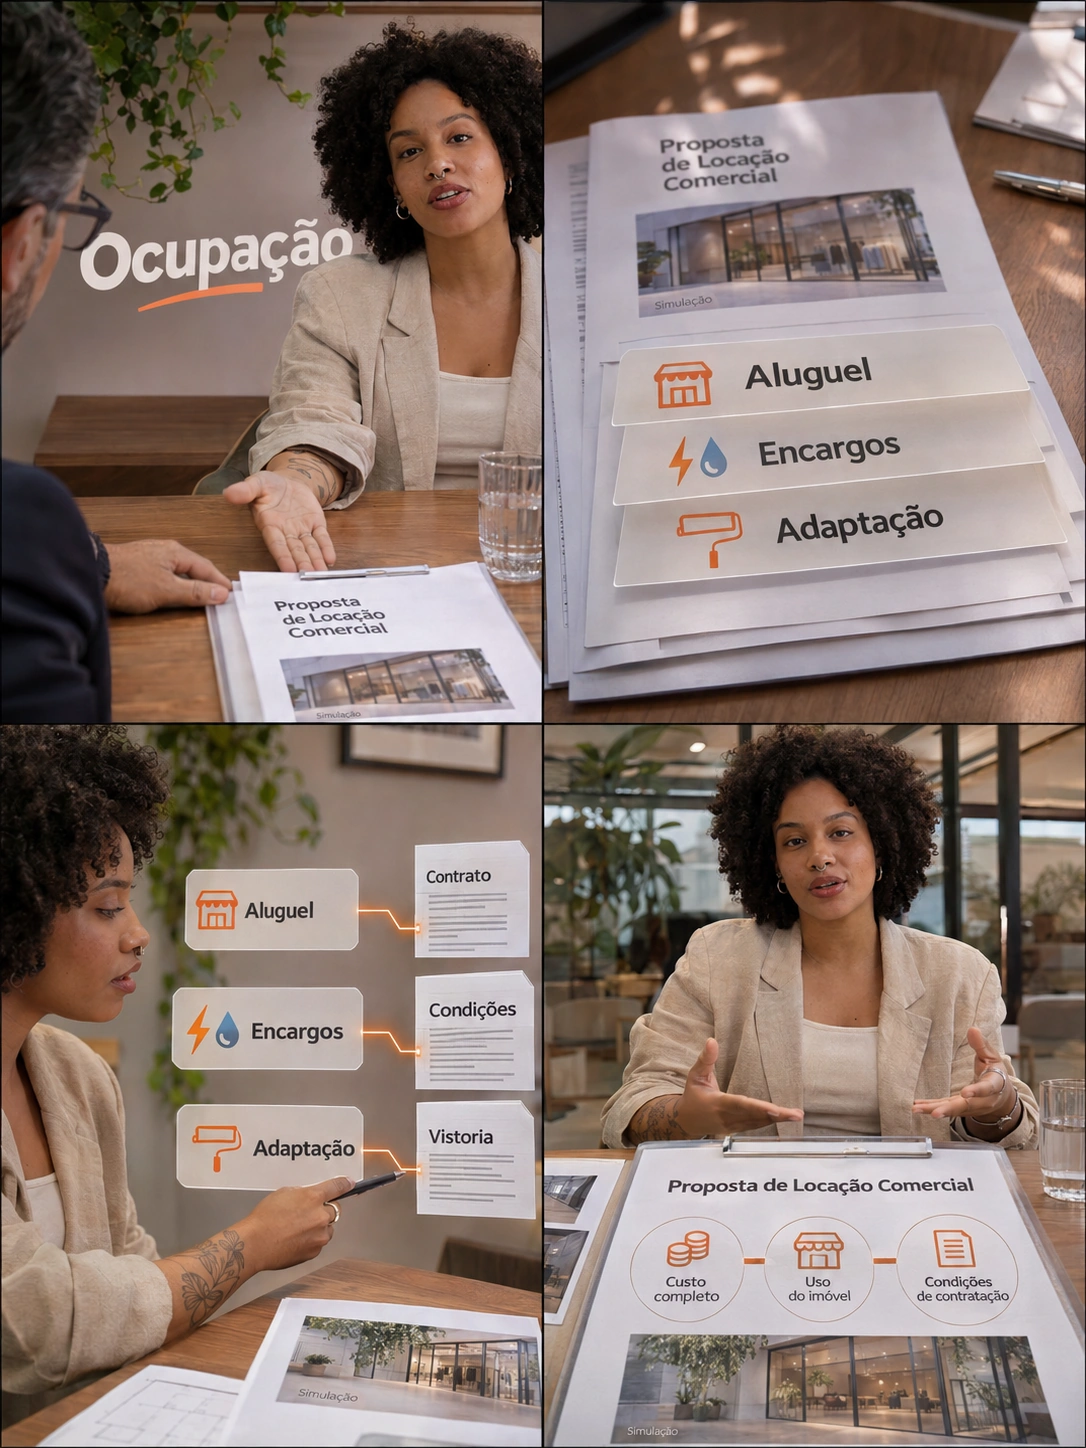 Ocupação
Proposta
de Locação
Comercial
Simulação
Proposta
de Locação
Comercial
Simulação
Aluguel
Encargos
Adaptação
Aluguel
Contrato
Encargos
Condições
Adaptação
Vistoria
Simulação
Proposta de Locação Comercial
Custo
completo
Uso
do imóvel
Condições
de contratação
Simulação